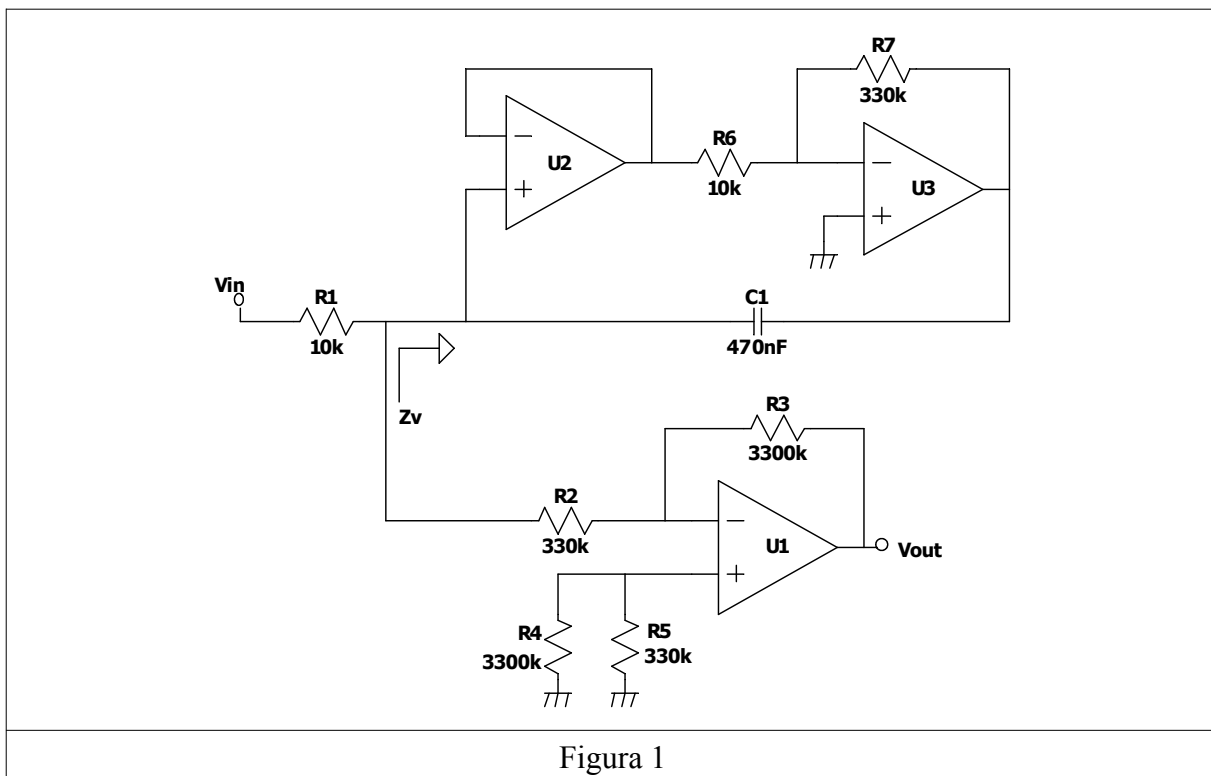 R7
330k
R6
10k
U2
U3
Vin
R1
10k
C1
470nF
Zv
R3
3300k
R2
330k
U1
Vout
R4
3300k
R5
330k
Figura 1